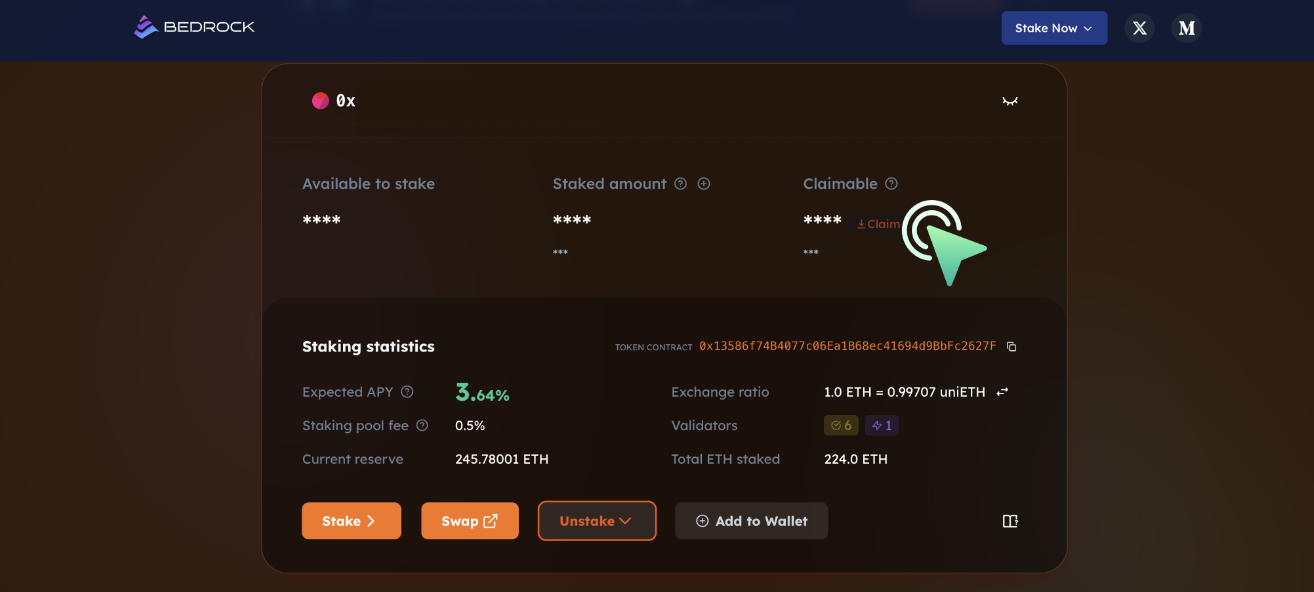 BEDROCK
Stake Now
X M
0x
Available to stake
Staked amount
Claimable
****
****
****
Claim
***
***
Staking statistics
TOKEN CONTRACT 0x13586f74B4077c06Ea1B68ec41694d9BbFc2627F
Expected APY 3.64%
Exchange ratio 1.0 ETH = 0.99707 uniETH
Staking pool fee 0.5%
Validators 6 1
Current reserve 245.78001 ETH
Total ETH staked 224.0 ETH
Stake
Swap
Unstake
Add to Wallet